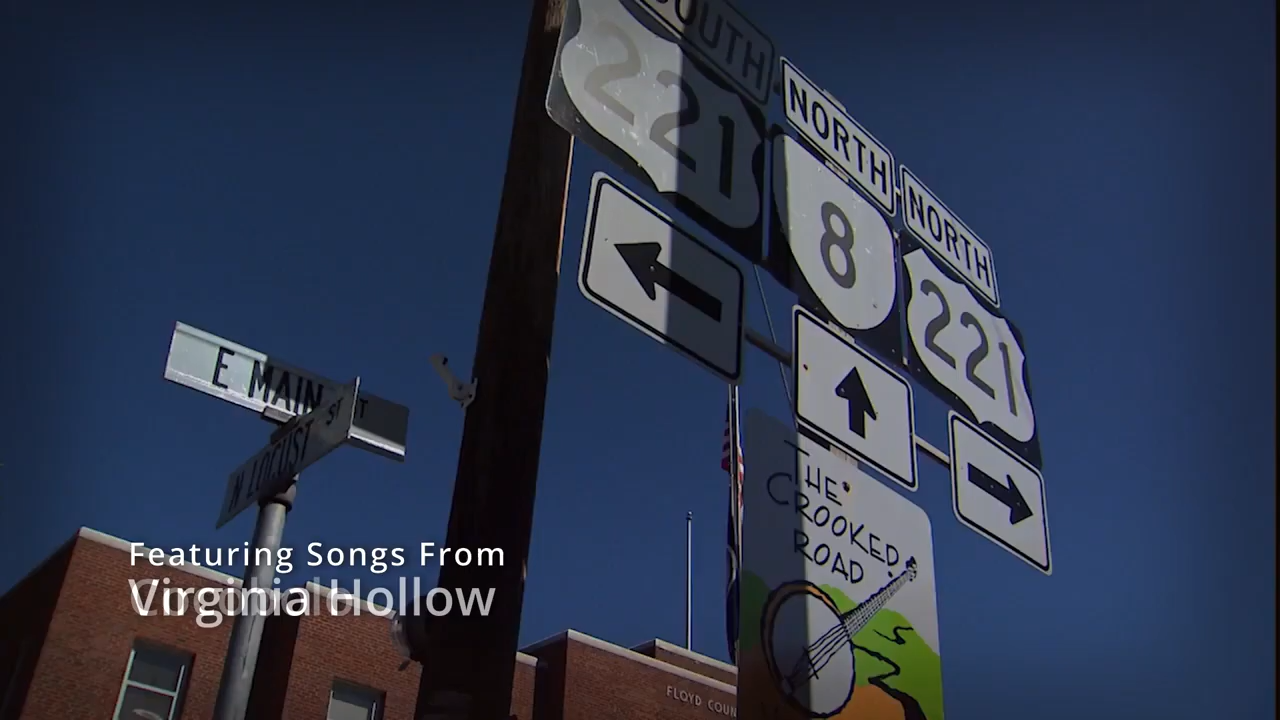 SOUTH
221
NORTH
8
NORTH
221
E MAIN ST
N LOCUST ST
THE
CROOKED
ROAD
FLOYD COUN
Featuring Songs From
Virginia Hollow